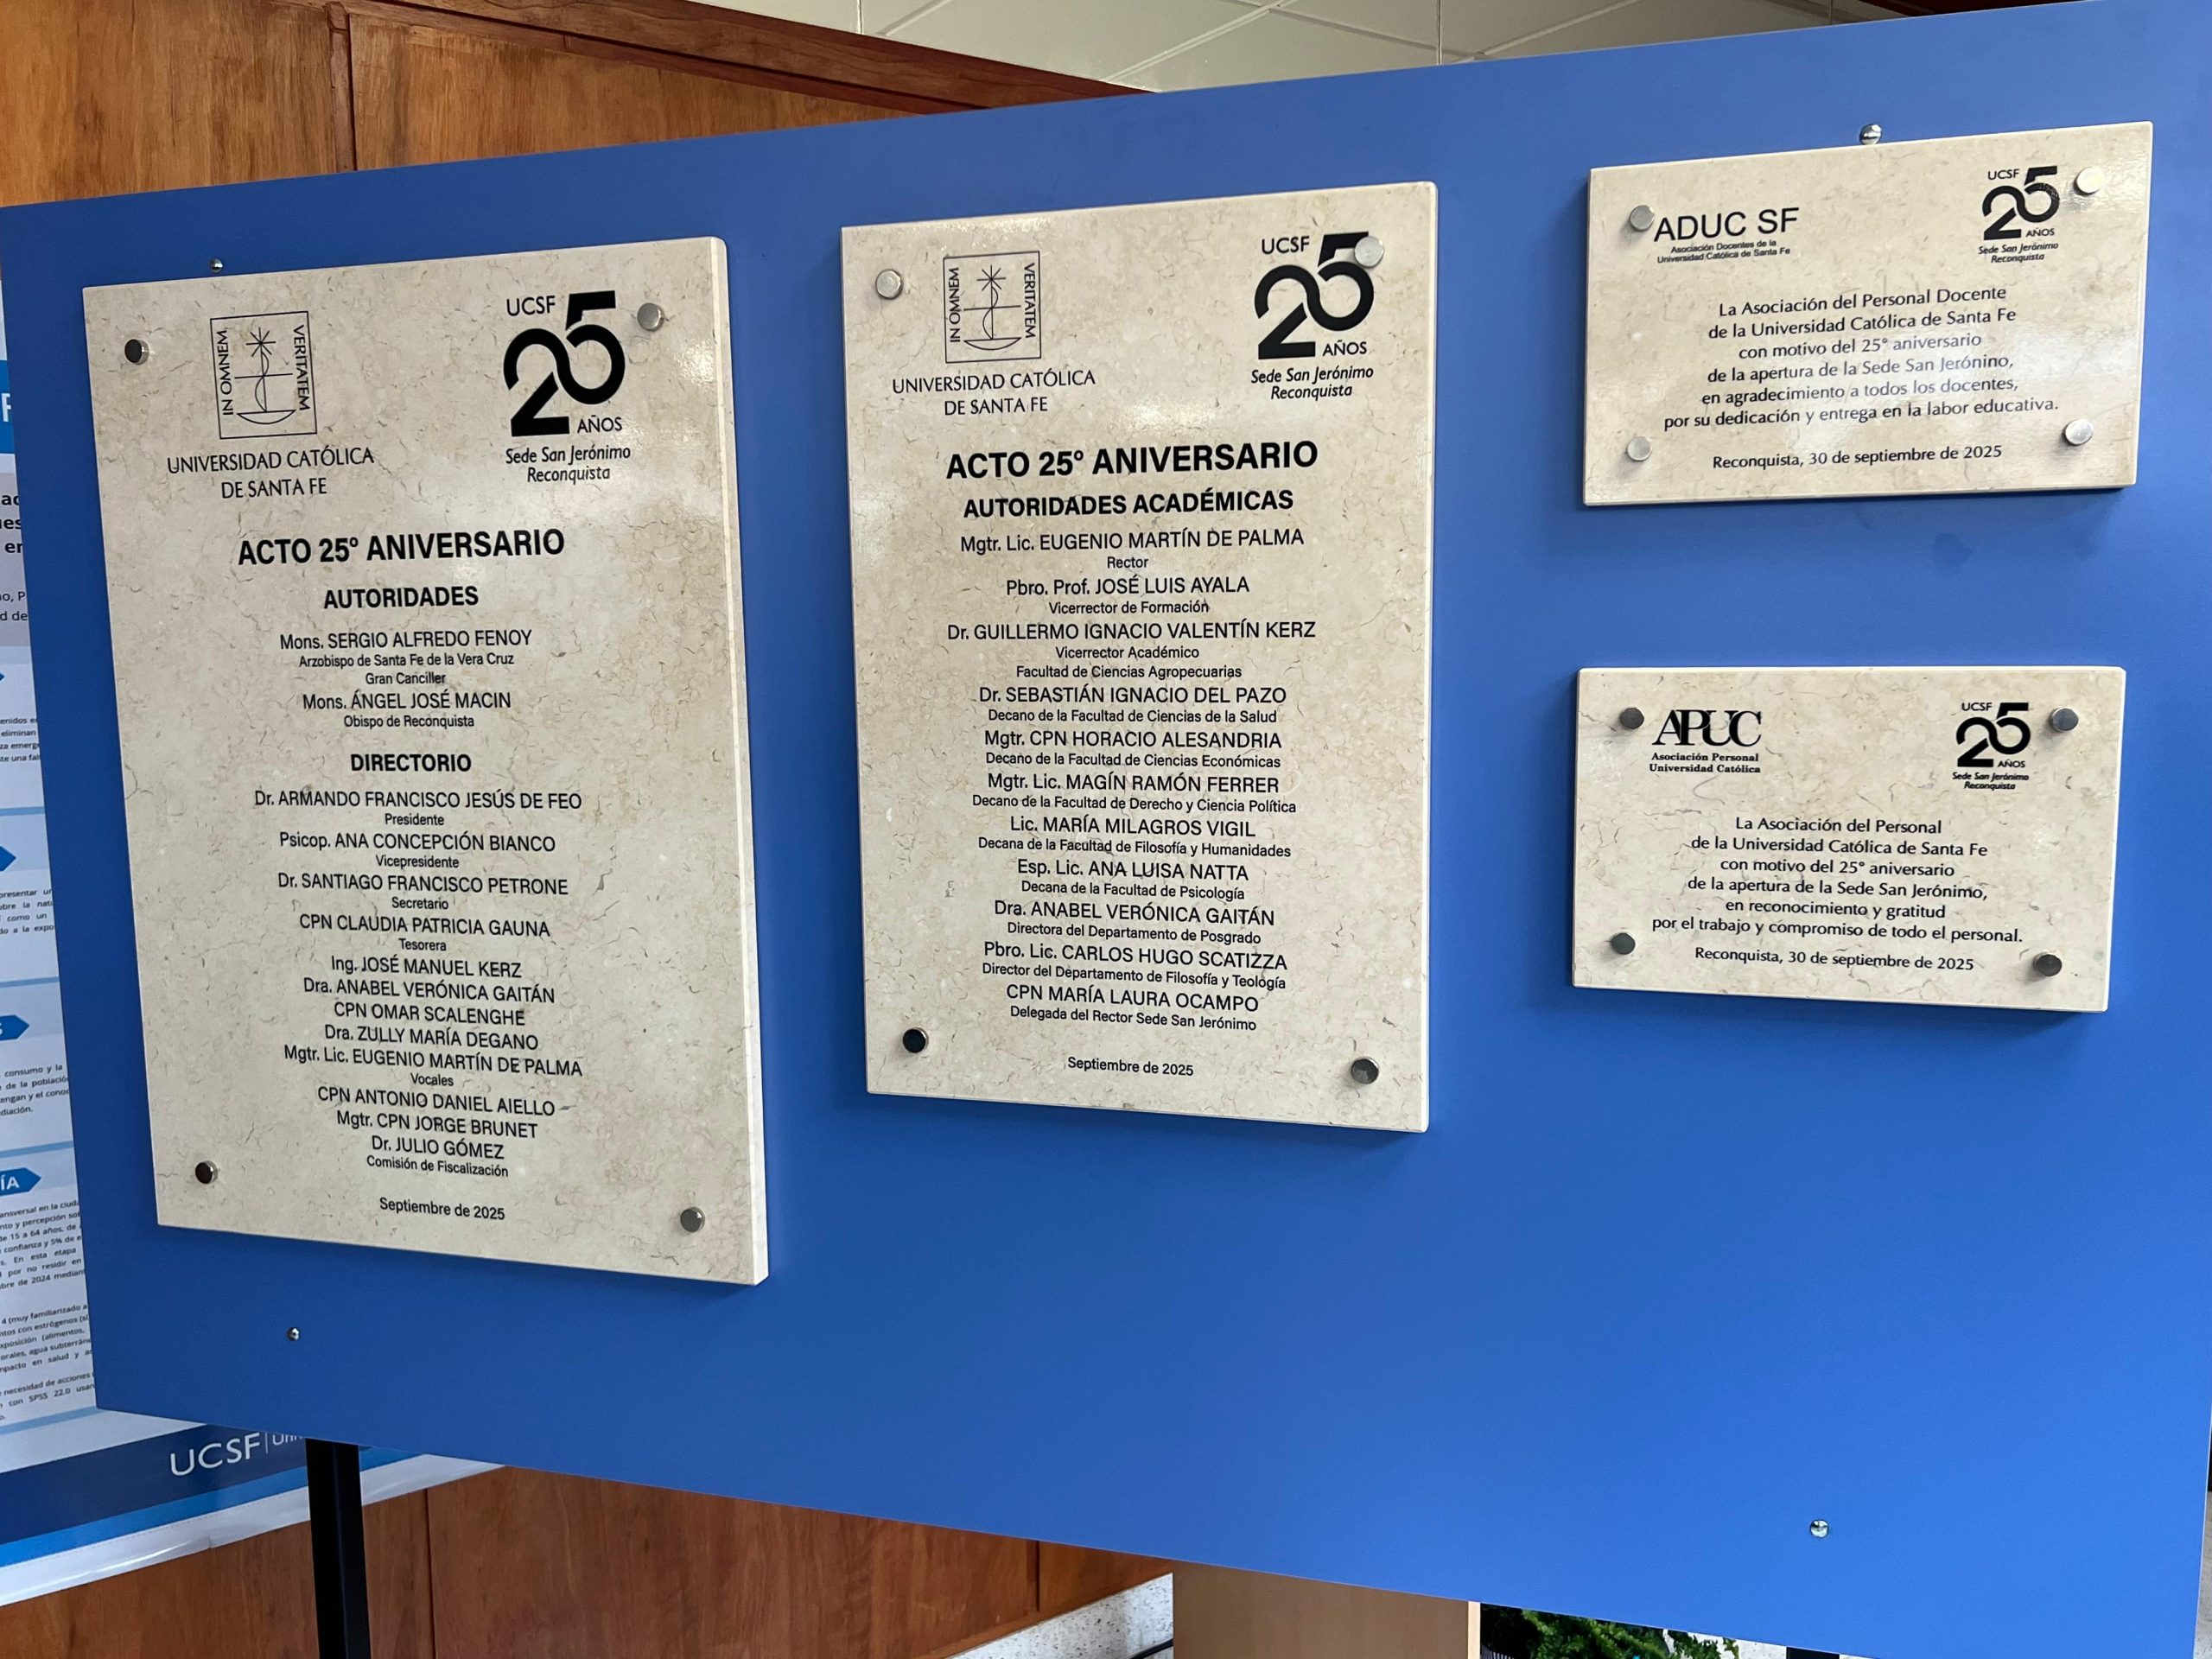 IN OMNEM
VERITATEM
UNIVERSIDAD CATÓLICA
DE SANTA FE
UCSF
25
AÑOS
Sede San Jerónimo
Reconquista
ACTO 25° ANIVERSARIO
AUTORIDADES
Mons. SERGIO ALFREDO FENOY
Arzobispo de Santa Fe de la Vera Cruz
Gran Canciller
Mons. ÁNGEL JOSÉ MACIN
Obispo de Reconquista
DIRECTORIO
Dr. ARMANDO FRANCISCO JESÚS DE FEO
Presidente
Psicop. ANA CONCEPCIÓN BIANCO
Vicepresidente
Dr. SANTIAGO FRANCISCO PETRONE
Secretario
CPN CLAUDIA PATRICIA GAUNA
Tesorera
Ing. JOSÉ MANUEL KERZ
Dra. ANABEL VERÓNICA GAITÁN
CPN OMAR SCALENGHE
Dra. ZULLY MARÍA DEGANO
Mgtr. Lic. EUGENIO MARTÍN DE PALMA
Vocales
CPN ANTONIO DANIEL AIELLO
Mgtr. CPN JORGE BRUNET
Dr. JULIO GÓMEZ
Comisión de Fiscalización
Septiembre de 2025
IN OMNEM
VERITATEM
UNIVERSIDAD CATÓLICA
DE SANTA FE
UCSF
25
AÑOS
Sede San Jerónimo
Reconquista
ACTO 25° ANIVERSARIO
AUTORIDADES ACADÉMICAS
Mgtr. Lic. EUGENIO MARTÍN DE PALMA
Rector
Pbro. Prof. JOSÉ LUIS AYALA
Vicerrector de Formación
Dr. GUILLERMO IGNACIO VALENTÍN KERZ
Vicerrector Académico
Facultad de Ciencias Agropecuarias
Dr. SEBASTIÁN IGNACIO DEL PAZO
Decano de la Facultad de Ciencias de la Salud
Mgtr. CPN HORACIO ALESANDRIA
Decano de la Facultad de Ciencias Económicas
Mgtr. Lic. MAGÍN RAMÓN FERRER
Decano de la Facultad de Derecho y Ciencia Política
Lic. MARÍA MILAGROS VIGIL
Decana de la Facultad de Filosofía y Humanidades
Esp. Lic. ANA LUISA NATTA
Decana de la Facultad de Psicología
Dra. ANABEL VERÓNICA GAITÁN
Directora del Departamento de Posgrado
Pbro. Lic. CARLOS HUGO SCATIZZA
Director del Departamento de Filosofía y Teología
CPN MARÍA LAURA OCAMPO
Delegada del Rector Sede San Jerónimo
Septiembre de 2025
ADUC SF
Asociación Docentes de la
Universidad Católica de Santa Fe
UCSF
25
AÑOS
Sede San Jerónimo
Reconquista
La Asociación del Personal Docente
de la Universidad Católica de Santa Fe
con motivo del 25° aniversario
de la apertura de la Sede San Jerónino,
en agradecimiento a todos los docentes,
por su dedicación y entrega en la labor educativa.
Reconquista, 30 de septiembre de 2025
APUC
Asociación Personal
Universidad Católica
UCSF
25
AÑOS
Sede San Jerónimo
Reconquista
La Asociación del Personal
de la Universidad Católica de Santa Fe
con motivo del 25° aniversario
de la apertura de la Sede San Jerónimo,
en reconocimiento y gratitud
por el trabajo y compromiso de todo el personal.
Reconquista, 30 de septiembre de 2025
UCSF